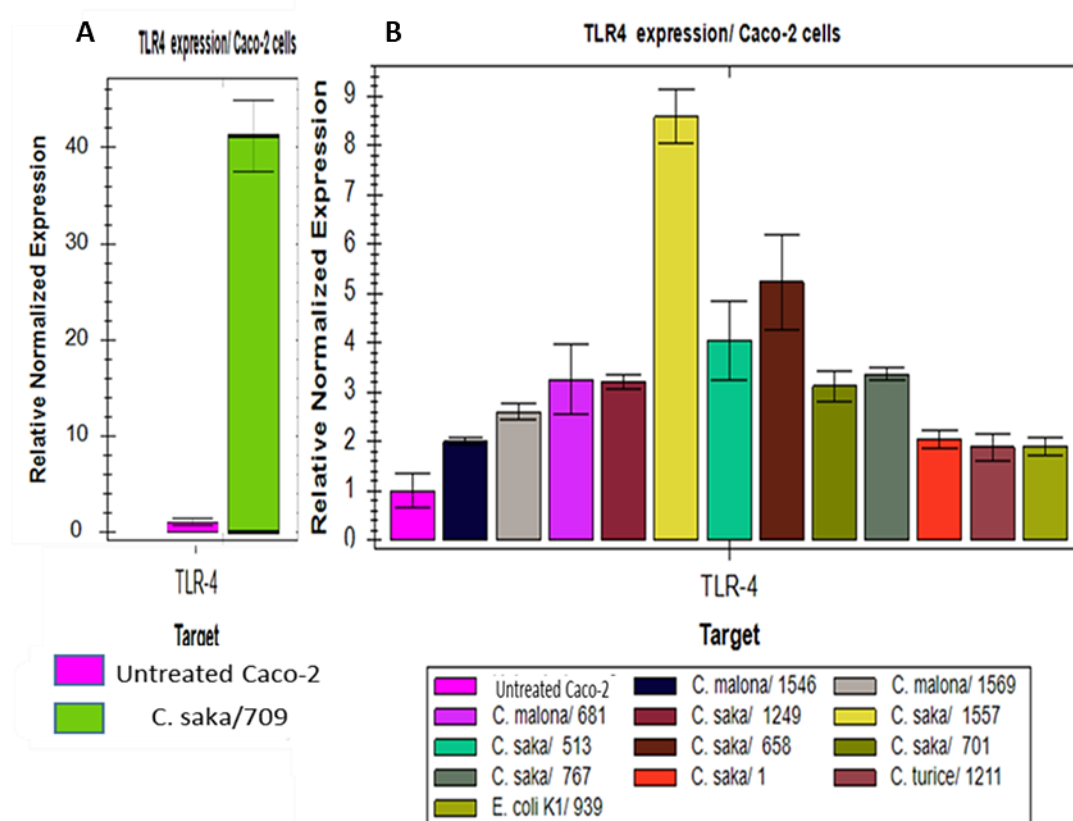 A
TLR4 expression/ Caco-2 cells
Relative Normalized Expression
40
30
20
10
0
TLR-4
Target
Untreated Caco-2
C. saka/709
B
TLR4 expression/ Caco-2 cells
Relative Normalized Expression
9
8
7
6
5
4
3
2
1
0
TLR-4
Target
Untreated Caco-2
C. malona/ 1546
C. malona/ 1569
C. malona/ 681
C. saka/ 1249
C. saka/ 1557
C. saka/ 513
C. saka/ 658
C. saka/ 701
C. saka/ 767
C. saka/ 1
C. turice/ 1211
E. coli K1/ 939